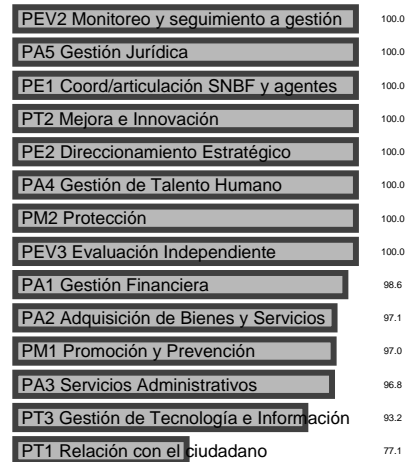 PEV2 Monitoreo y seguimiento a gestión 100.0
PA5 Gestión Jurídica 100.0
PE1 Coord/articulación SNBF y agentes 100.0
PT2 Mejora e Innovación 100.0
PE2 Direccionamiento Estratégico 100.0
PA4 Gestión de Talento Humano 100.0
PM2 Protección 100.0
PEV3 Evaluación Independiente 100.0
PA1 Gestión Financiera 98.6
PA2 Adquisición de Bienes y Servicios 97.1
PM1 Promoción y Prevención 97.0
PA3 Servicios Administrativos 96.8
PT3 Gestión de Tecnología e Información 93.2
PT1 Relación con el ciudadano 77.1